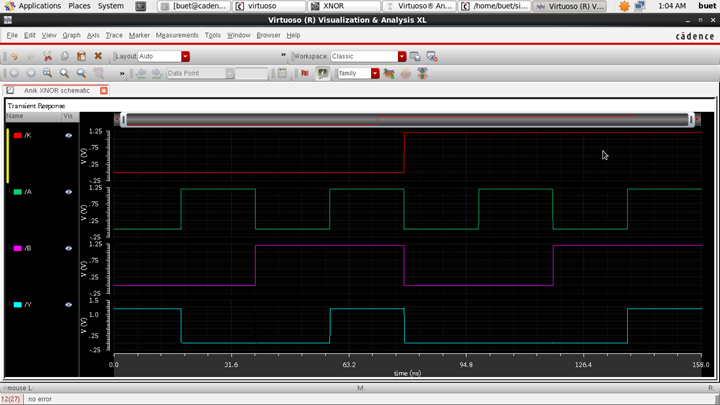 Applications Places System [buet@caden... virtuoso XNOR Virtuoso® An... /home/buet/si... Virtuoso (R) V... 1:04 AM buet
Virtuoso (R) Visualization & Analysis XL
File Edit View Graph Axis Trace Marker Measurements Tools Window Browser Help cādence
Layout: Auto » Workspace: Classic
» Data Point family
Anik XNOR schematic
Transient Response
Name Vis
/K
1.25
.75
.25
-.25
V (V)
/A
1.25
.75
.25
-.25
V (V)
/B
1.25
.75
.25
-.25
V (V)
/Y
1.5
1.0
-.25
V (V)
0.0 31.6 63.2 94.8 126.4 158.0
time (ns)
mouse L: M: R:
12(27) no error